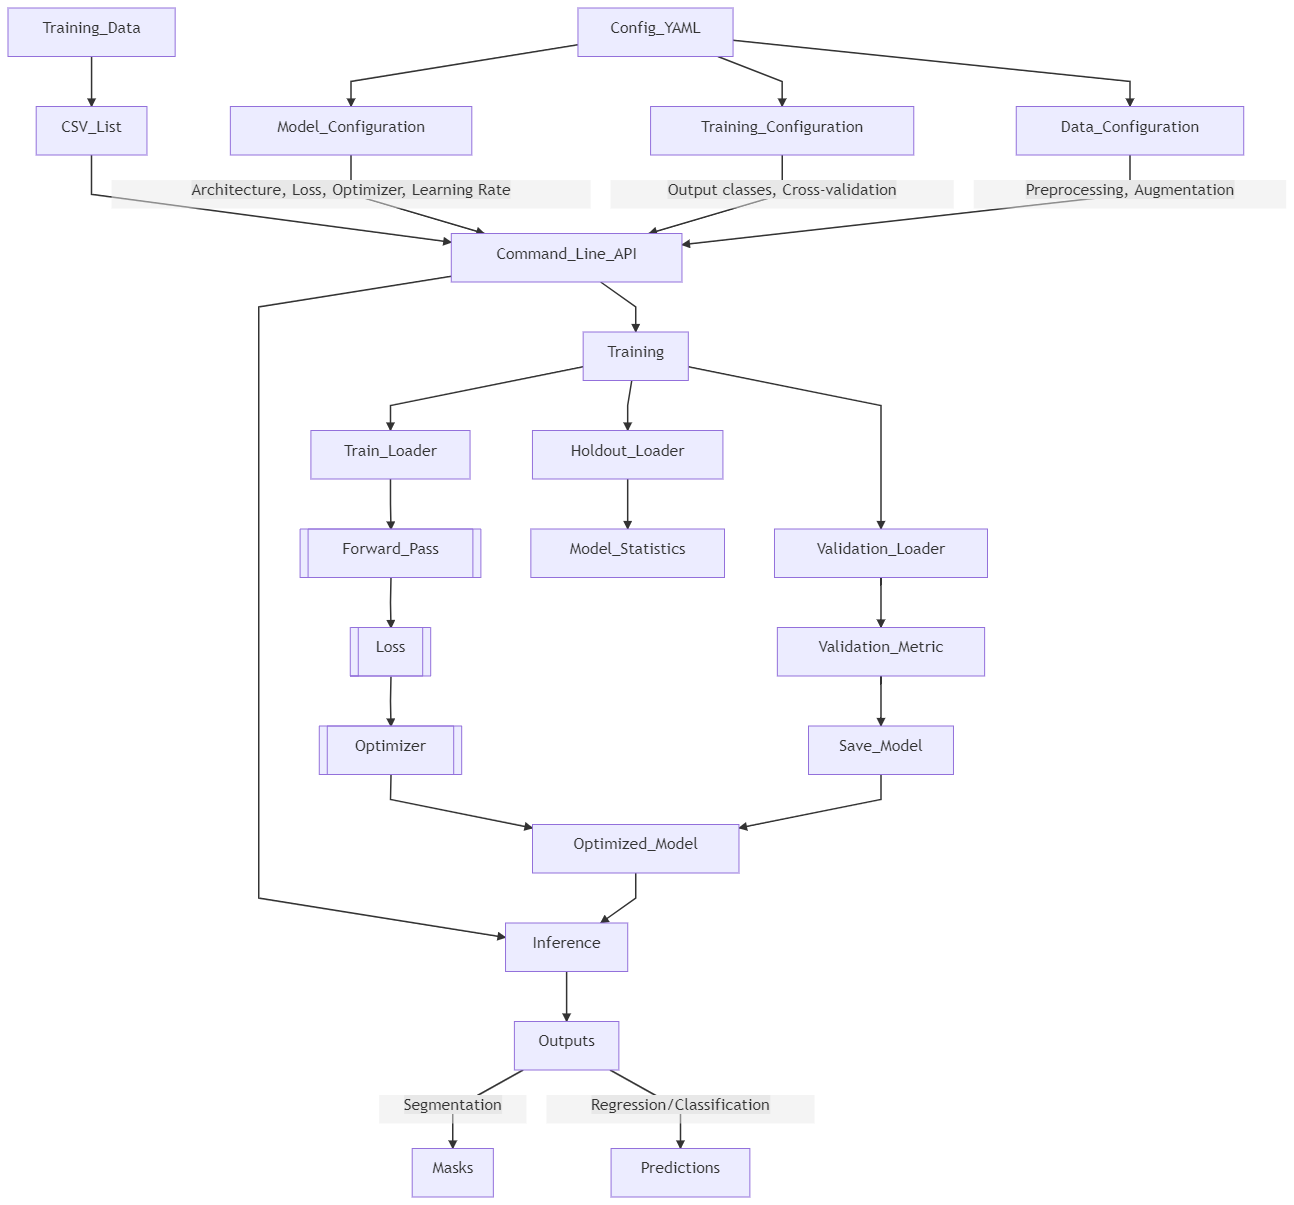 Training_Data
Config_YAML
CSV_List
Model_Configuration
Training_Configuration
Data_Configuration
Architecture, Loss, Optimizer, Learning Rate
Output classes, Cross-validation
Preprocessing, Augmentation
Command_Line_API
Training
Train_Loader
Holdout_Loader
Forward_Pass
Model_Statistics
Validation_Loader
Loss
Validation_Metric
Optimizer
Save_Model
Optimized_Model
Inference
Outputs
Segmentation
Regression/Classification
Masks
Predictions